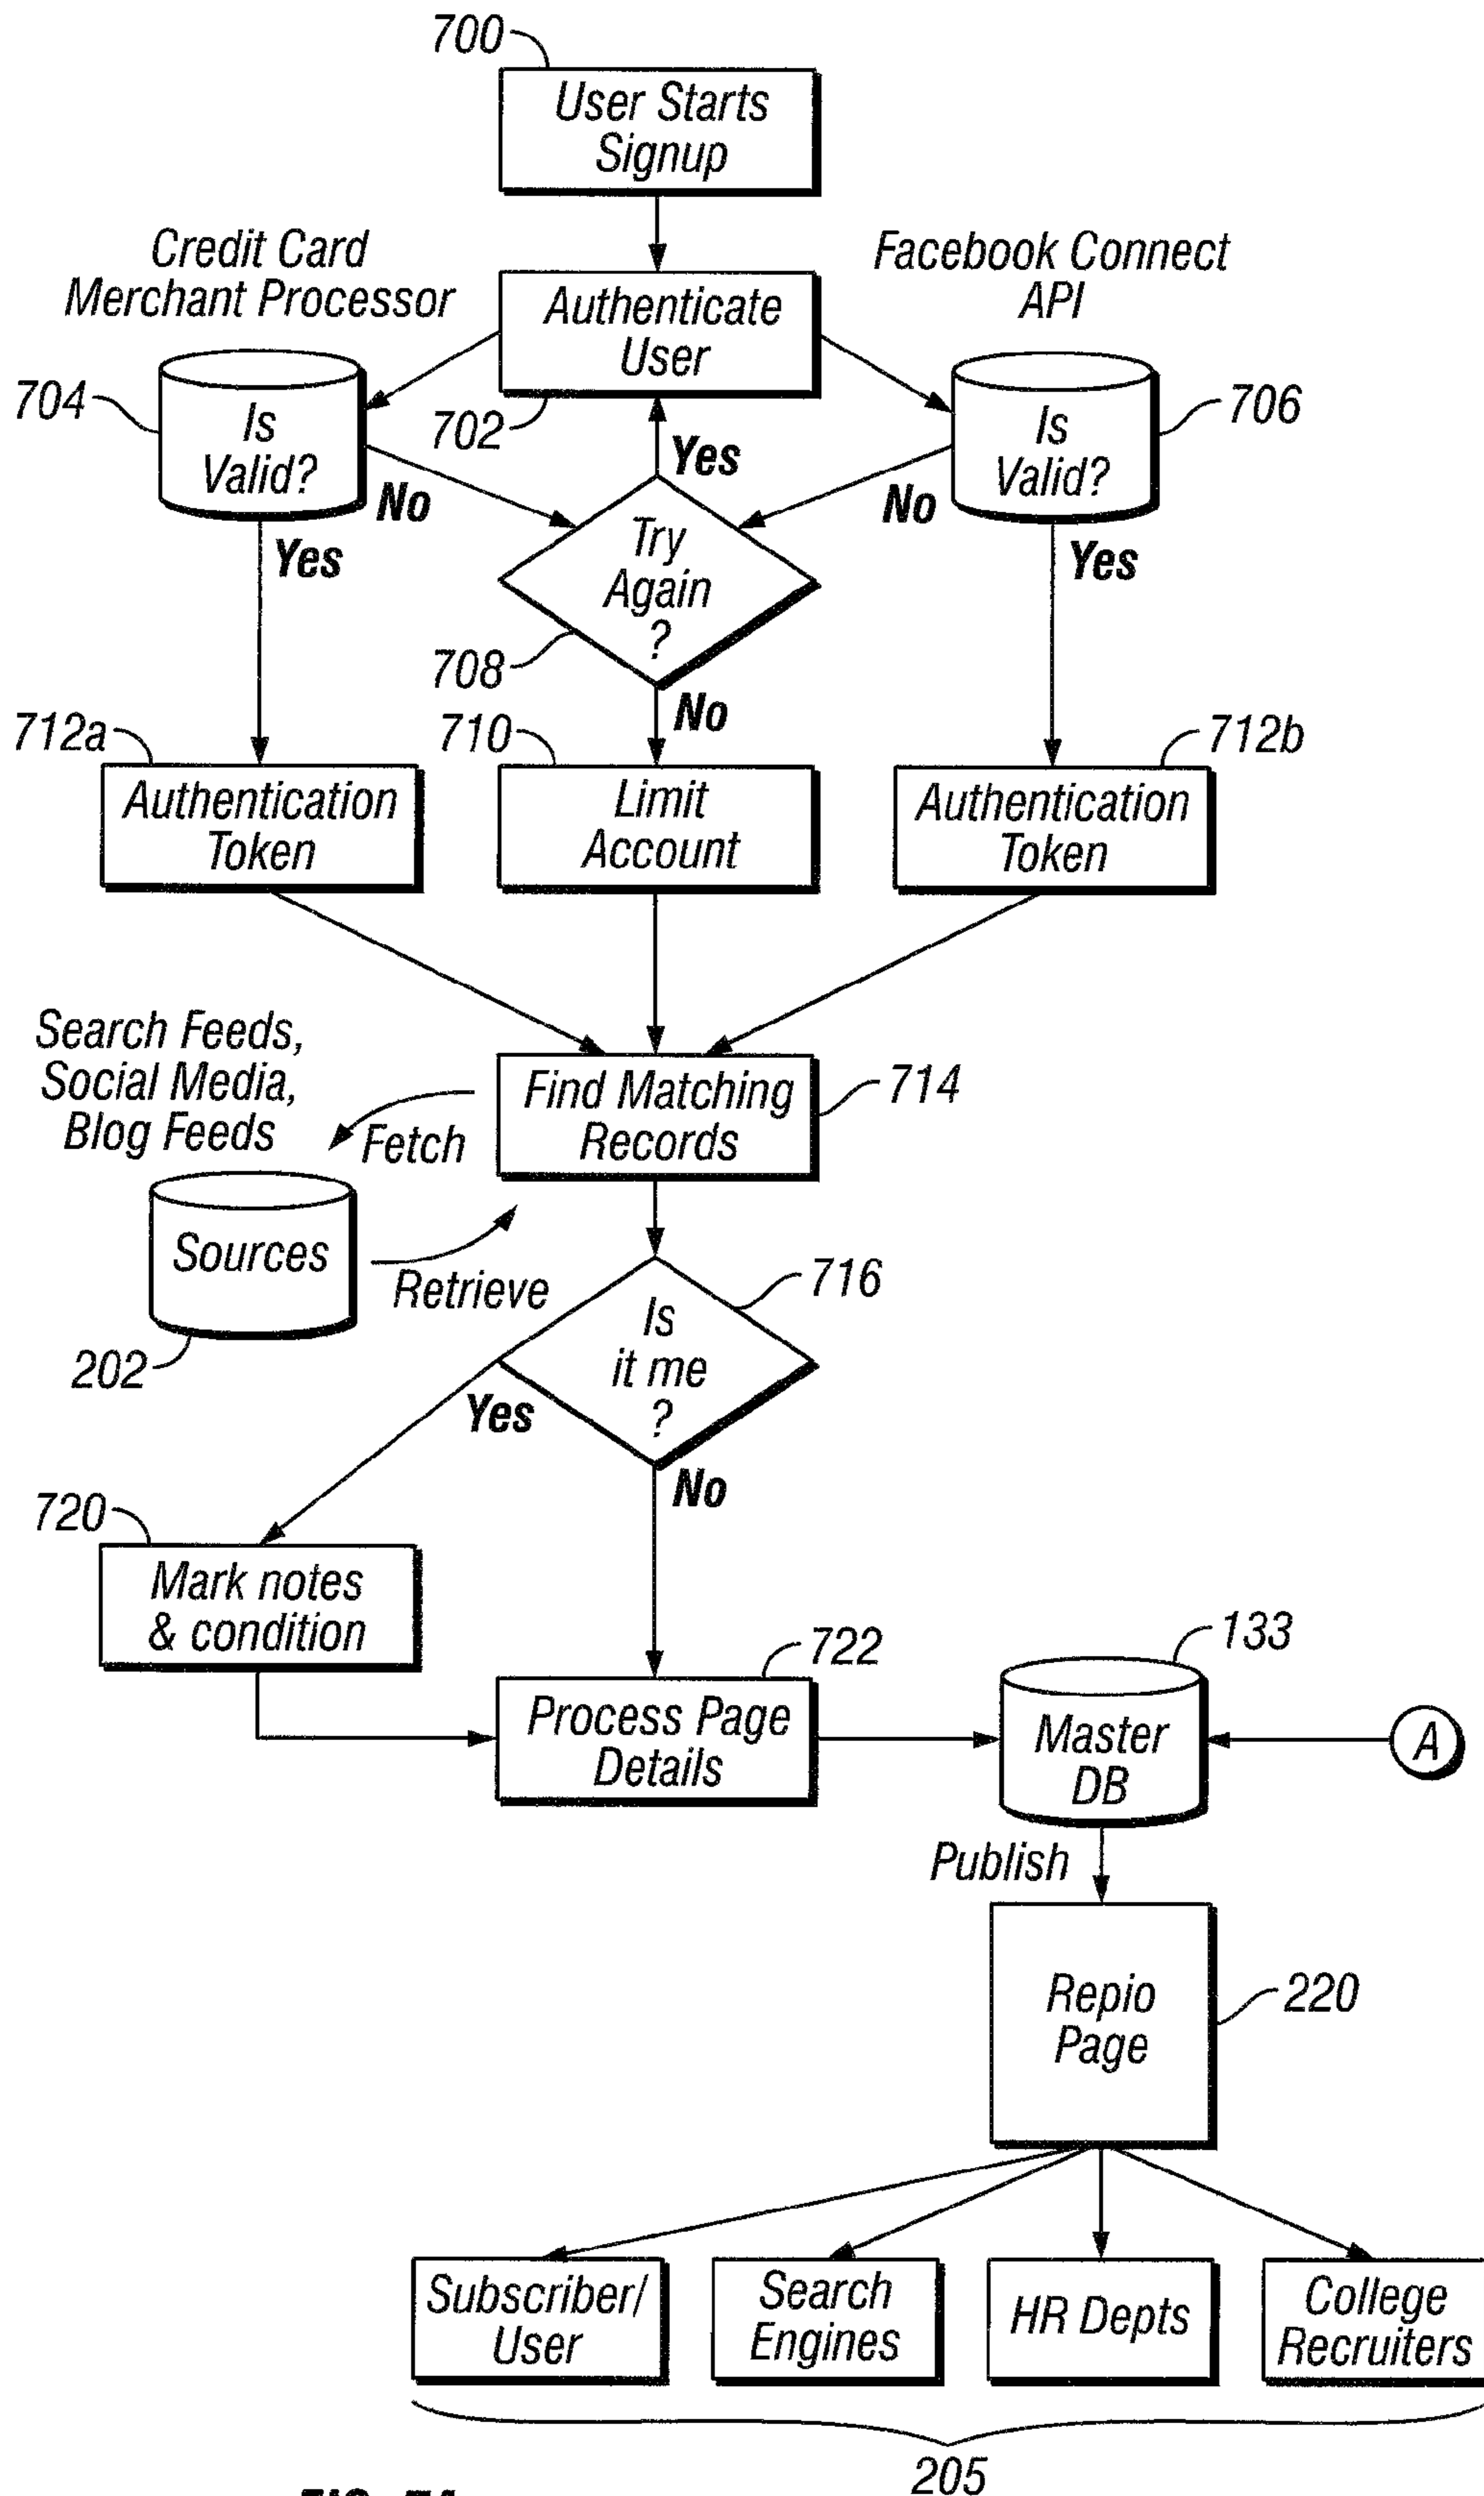 700
User Starts
Signup
Credit Card
Merchant Processor
Facebook Connect
API
Authenticate
User
702
704
Is
Valid?
706
Is
Valid?
Yes
No
No
Yes
Yes
Try
Again
?
708
No
712a
Authentication
Token
710
Limit
Account
712b
Authentication
Token
Search Feeds,
Social Media,
Blog Feeds
Fetch
Find Matching
Records
714
Sources
Retrieve
202
716
Is
it me
?
Yes
No
720
Mark notes
& condition
722
Process Page
Details
133
Master
DB
A
Publish
Repio
Page
220
Subscriber/
User
Search
Engines
HR Depts
College
Recruiters
205